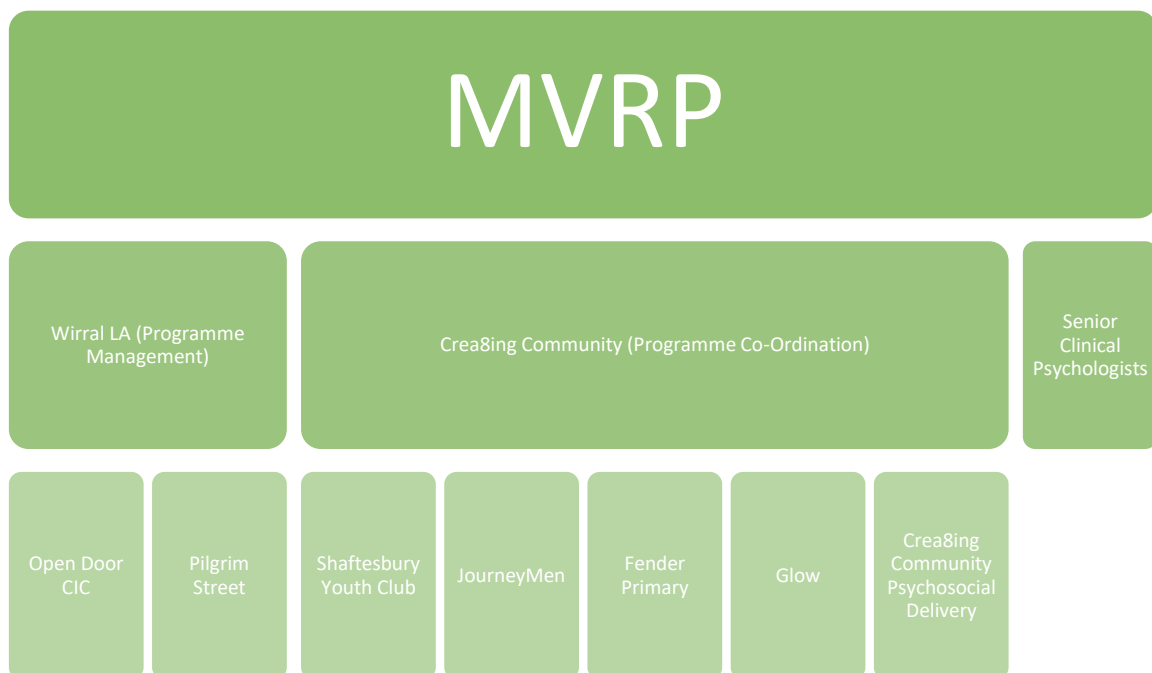 MVRP
Wirral LA (Programme
Management)
Crea8ing Community (Programme Co-Ordination)
Senior
Clinical
Psychologists
Open Door
CIC
Pilgrim
Street
Shaftesbury
Youth Club
JourneyMen
Fender
Primary
Glow
Crea8ing
Community
Psychosocial
Delivery